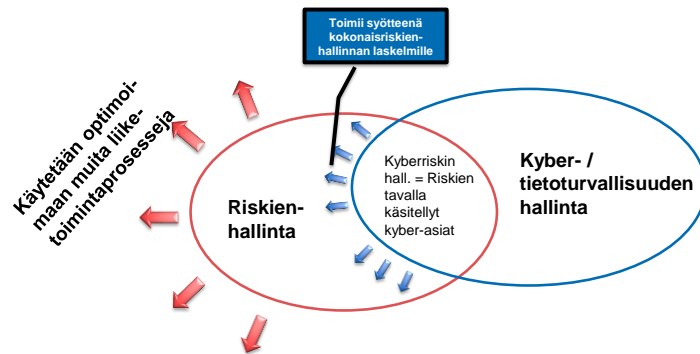 Toimii syötteenä
kokonaisriskien-
hallinnan laskelmille
Käytetään optimoi-
maan muita liike-
toimintaprosesseja
Riskien-
hallinta
Kyberriskin
hall. = Riskien
tavalla
käsitellyt
kyber-asiat
Kyber- /
tietoturvallisuuden
hallinta